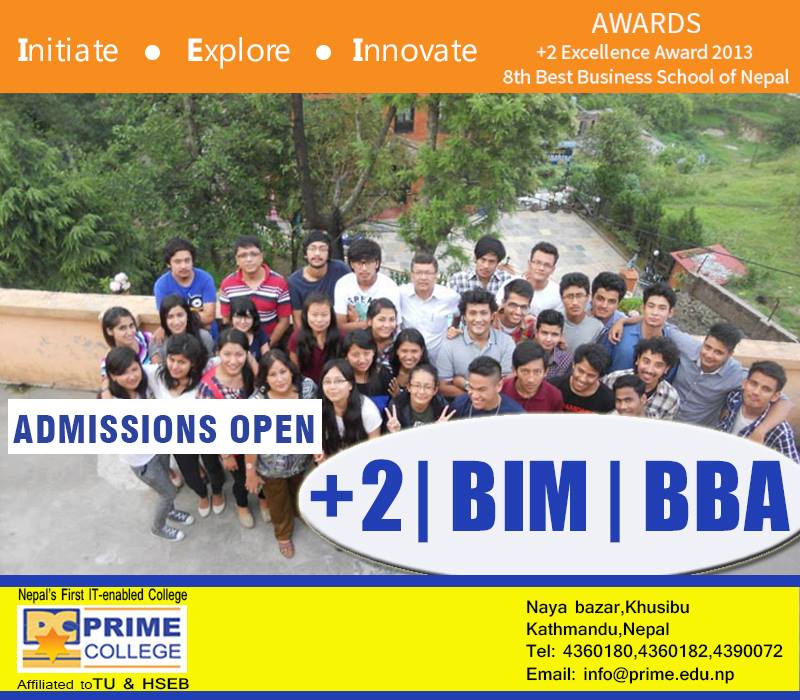 Initiate • Explore • Innovate
AWARDS
+2 Excellence Award 2013
8th Best Business School of Nepal
ADMISSIONS OPEN
+2 | BIM | BBA
Nepal's First IT-enabled College
PC PRIME
COLLEGE
Affiliated to TU & HSEB
Naya bazar,Khusibu
Kathmandu,Nepal
Tel: 4360180,4360182,4390072
Email: info@prime.edu.np